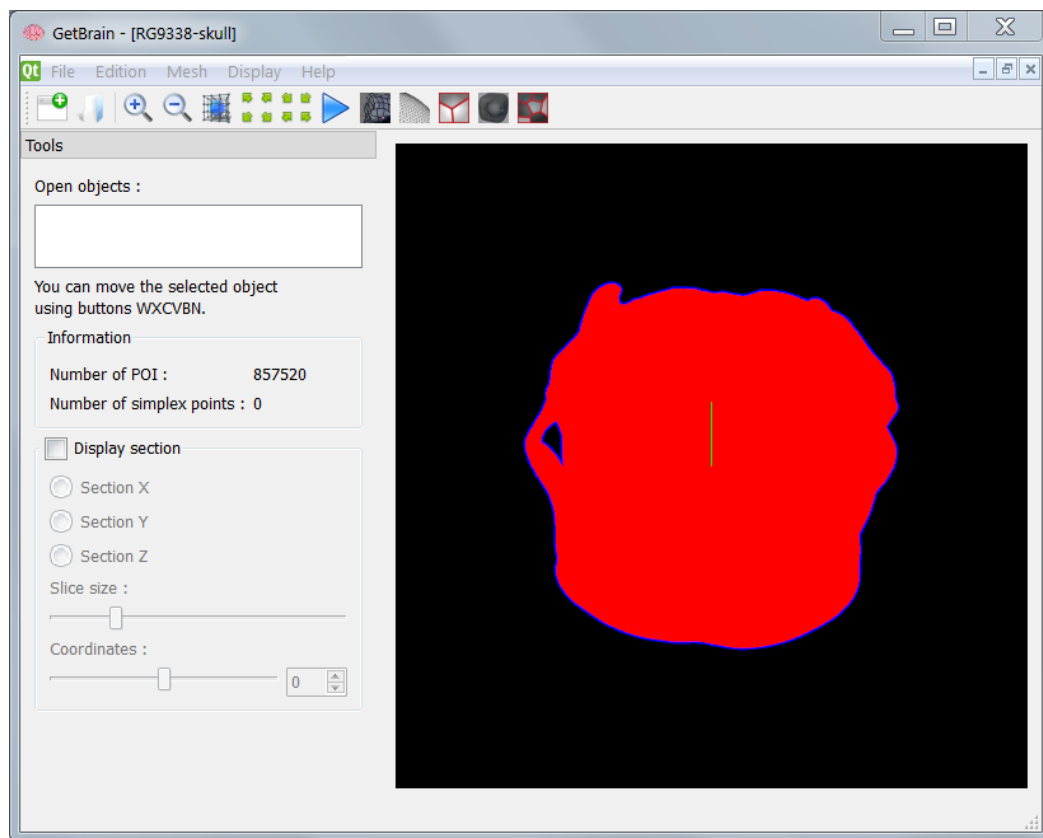 GetBrain - [RG9338-skull]
Qt File Edition Mesh Display Help
Tools
Open objects :
You can move the selected object
using buttons WXCVBN.
Information
Number of POI : 857520
Number of simplex points : 0
Display section
Section X
Section Y
Section Z
Slice size :
Coordinates :
0